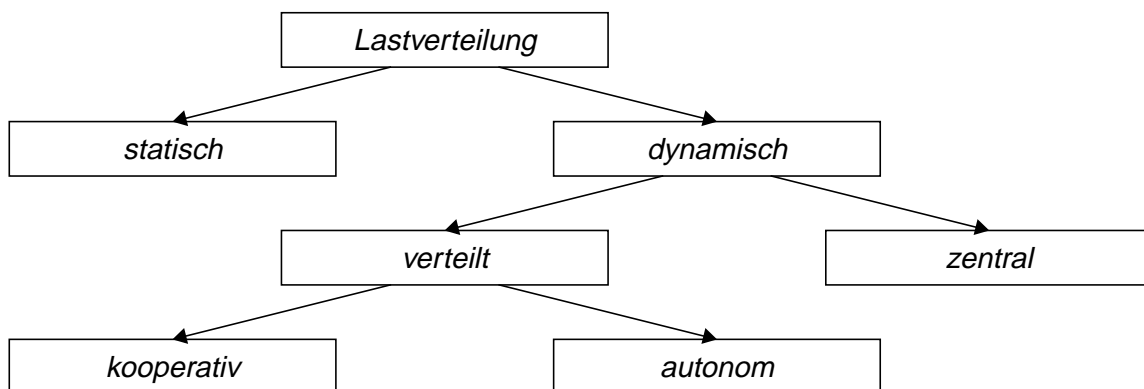 Lastverteilung
statisch
dynamisch
verteilt
zentral
kooperativ
autonom